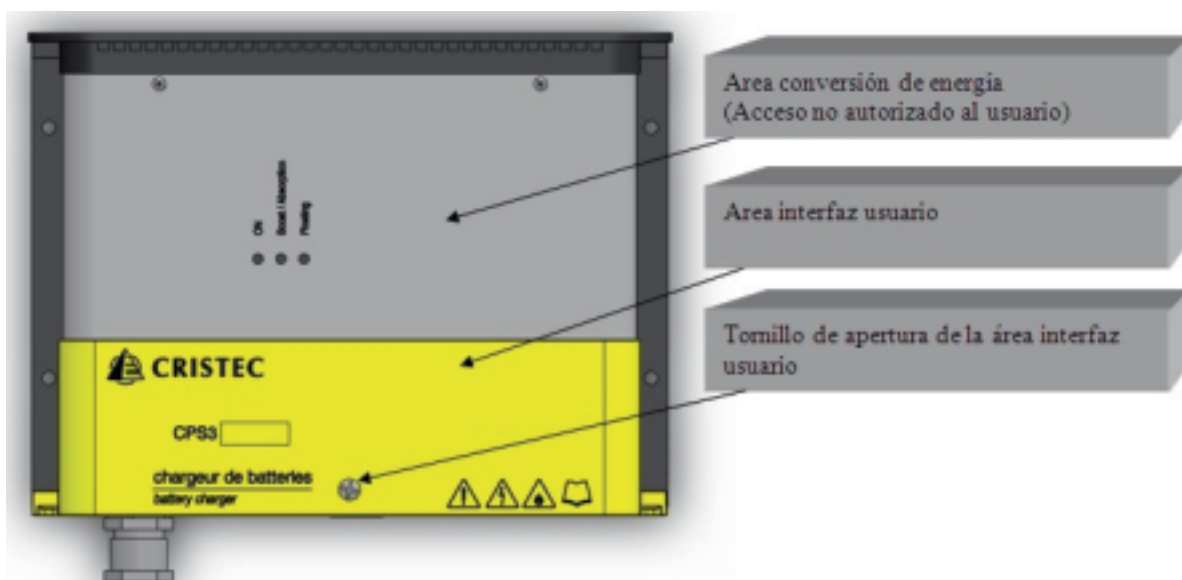 Area conversión de energía
(Acceso no autorizado al usuario)
Area interfaz usuario
Tornillo de apertura de la área interfaz
usuario
ON
Boost / Absorption
Floating
CRISTEC
CPS3
chargeur de batteries
battery charger